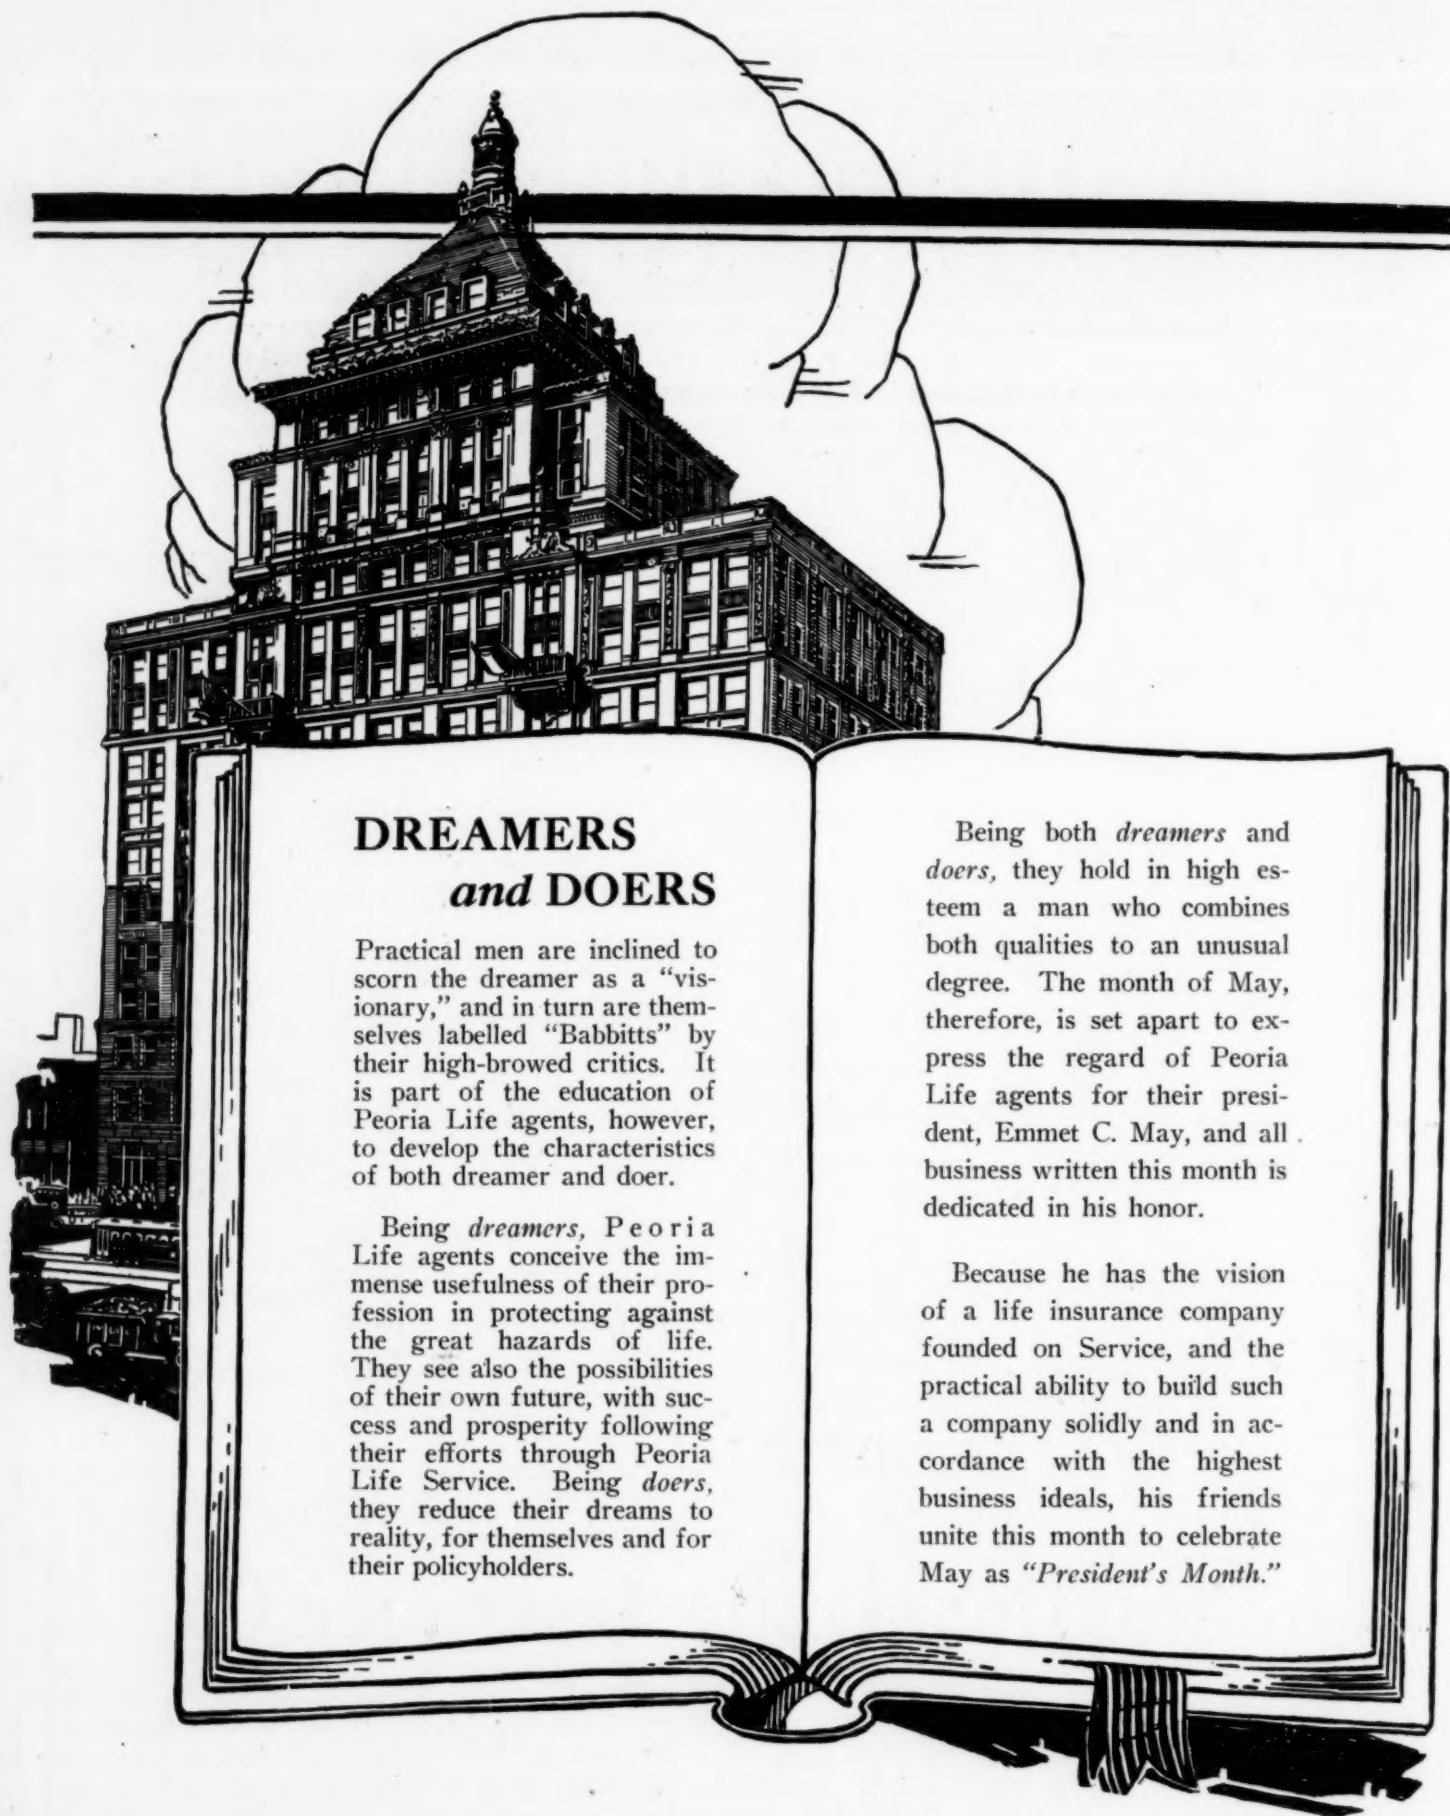 DREAMERS
and DOERS
Practical men are inclined to
scorn the dreamer as a “vis-
ionary,” and in turn are them-
selves labelled “Babbitts” by
their high-browed critics. It
is part of the education of
Peoria Life agents, however,
to develop the characteristics
of both dreamer and doer.
Being dreamers, Peoria
Life agents conceive the im-
mense usefulness of their pro-
fession in protecting against
the great hazards of life.
They see also the possibilities
of their own future, with suc-
cess and prosperity following
their efforts through Peoria
Life Service. Being doers,
they reduce their dreams to
reality, for themselves and for
their policyholders.
Being both dreamers and
doers, they hold in high es-
teem a man who combines
both qualities to an unusual
degree. The month of May,
therefore, is set apart to ex-
press the regard of Peoria
Life agents for their presi-
dent, Emmet C. May, and all
business written this month is
dedicated in his honor.
Because he has the vision
of a life insurance company
founded on Service, and the
practical ability to build such
a company solidly and in ac-
cordance with the highest
business ideals, his friends
unite this month to celebrate
May as “President’s Month.”